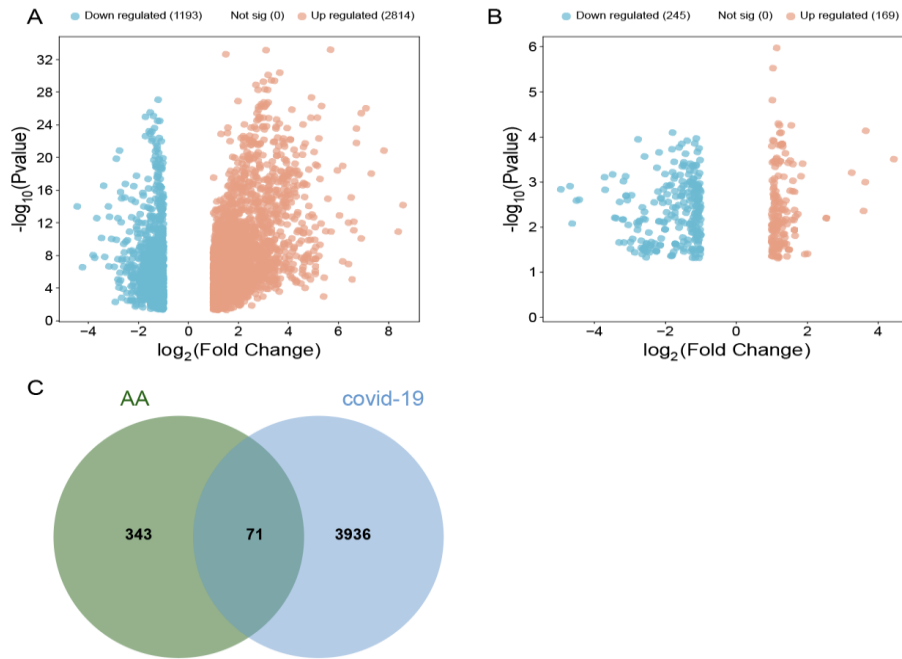 A
Down regulated (1193) Not sig (0) Up regulated (2814)
32
28
24
20
16
12
8
4
0
-log10(Pvalue)
−4 −2 0 2 4 6 8
log2(Fold Change)
B
Down regulated (245) Not sig (0) Up regulated (169)
6
5
4
3
2
1
0
-log10(Pvalue)
−4 −2 0 2 4
log2(Fold Change)
C
AA covid-19
343 71 3936